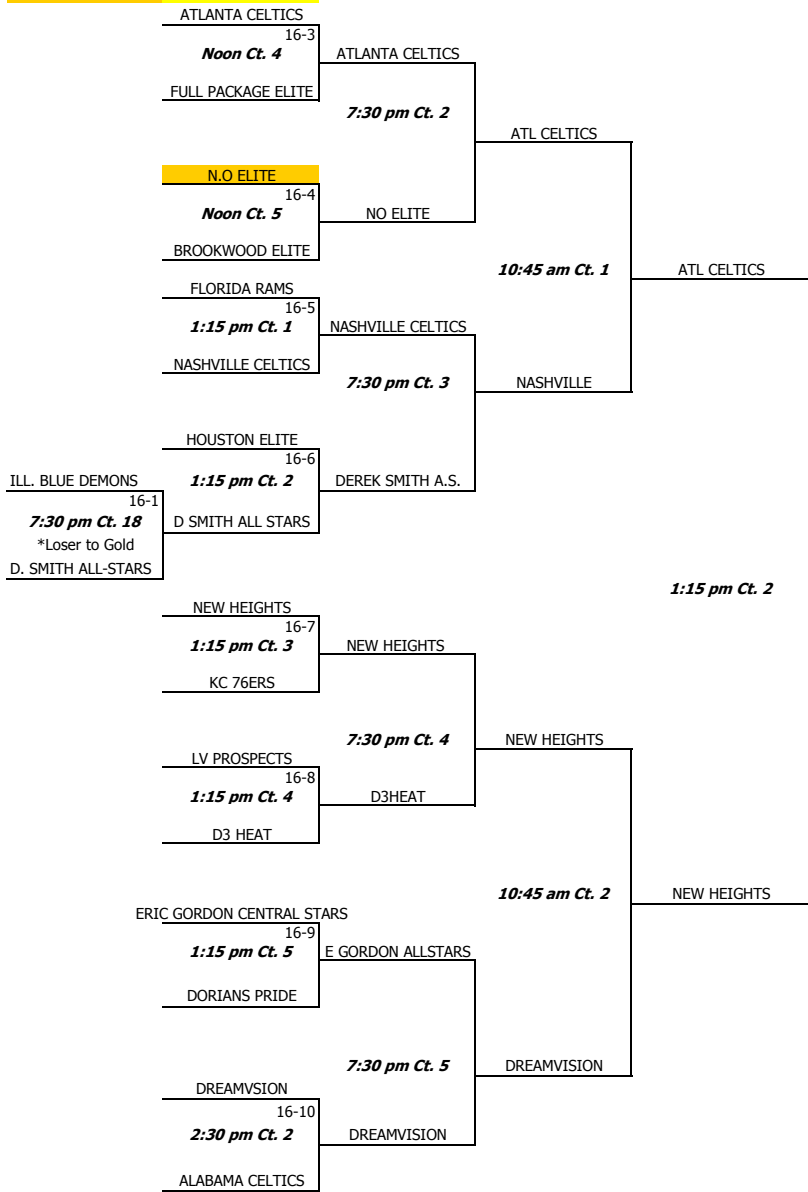 ATLANTA CELTICS
16-3
Noon Ct. 4
ATLANTA CELTICS
FULL PACKAGE ELITE
7:30 pm Ct. 2
ATL CELTICS
N.O ELITE
16-4
Noon Ct. 5
NO ELITE
BROOKWOOD ELITE
10:45 am Ct. 1
ATL CELTICS
FLORIDA RAMS
16-5
1:15 pm Ct. 1
NASHVILLE CELTICS
NASHVILLE CELTICS
7:30 pm Ct. 3
NASHVILLE
HOUSTON ELITE
16-6
ILL. BLUE DEMONS
1:15 pm Ct. 2
DEREK SMITH A.S.
16-1
7:30 pm Ct. 18
D SMITH ALL STARS
*Loser to Gold
D. SMITH ALL-STARS
1:15 pm Ct. 2
NEW HEIGHTS
16-7
1:15 pm Ct. 3
NEW HEIGHTS
KC 76ERS
7:30 pm Ct. 4
NEW HEIGHTS
LV PROSPECTS
16-8
1:15 pm Ct. 4
D3HEAT
D3 HEAT
10:45 am Ct. 2
NEW HEIGHTS
ERIC GORDON CENTRAL STARS
16-9
1:15 pm Ct. 5
E GORDON ALLSTARS
DORIANS PRIDE
7:30 pm Ct. 5
DREAMVISION
DREAMVSION
16-10
2:30 pm Ct. 2
DREAMVISION
ALABAMA CELTICS